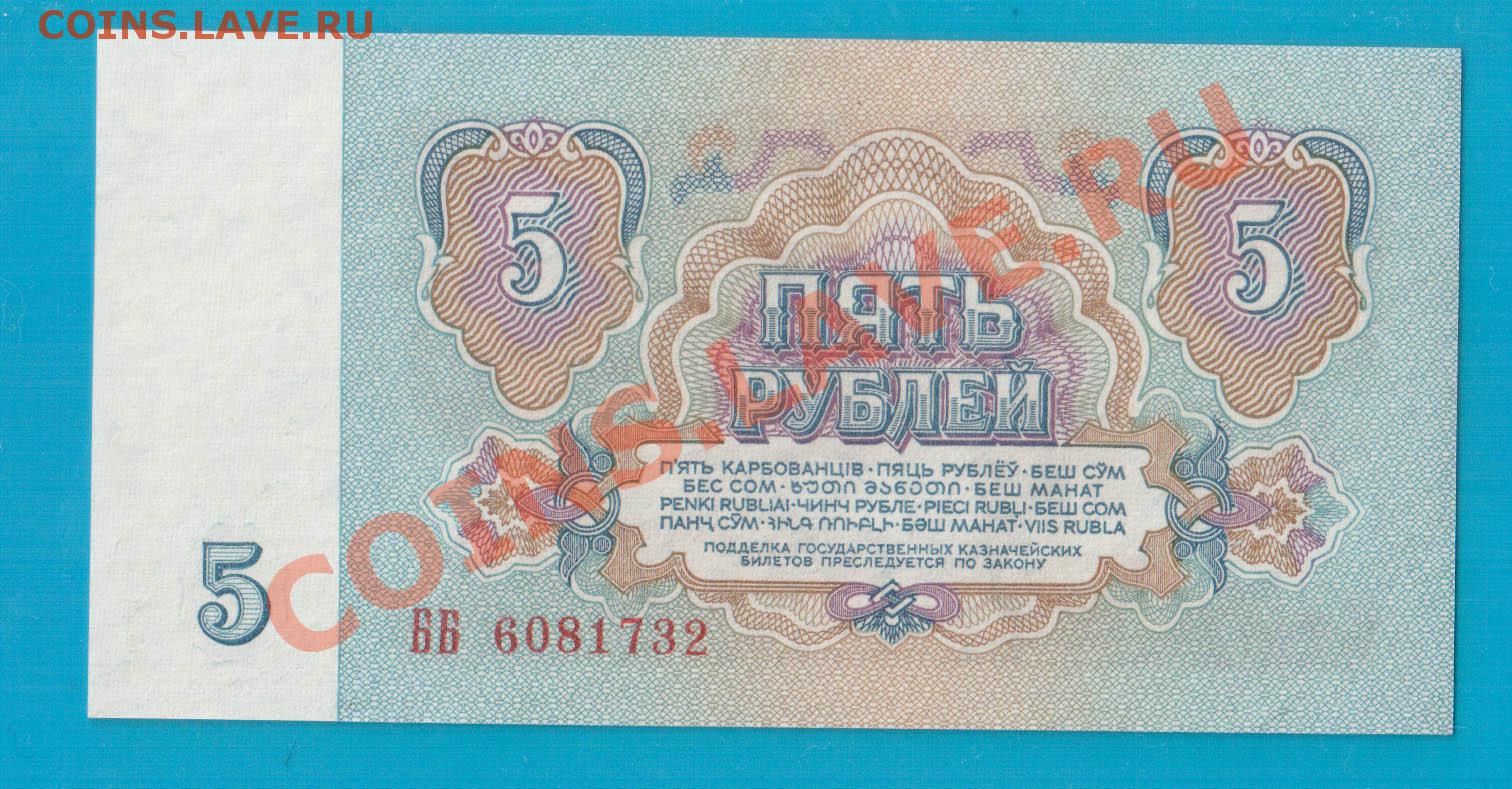 COINS.LAVE.RU
5 5
ПЯТЬ
РУБЛЕЙ
П'ЯТЬ КАРБОВАНЦІВ · ПЯЦЬ РУБЛЁЎ · БЕШ СЎМ
БЕС СОМ · ᲮᲣᲗᲘ ᲛᲐᲜᲔᲗᲘ · БЕШ МАНАТ
PENKI RUBLIAI · ЧИНЧ РУБЛЕ · PIECI RUBĻI · БЕШ СОМ
ПАНҶ СӮМ · ՀԻՆԳ ՌՈՒԲԼԻ · БӘШ МАНАТ · VIIS RUBLA
ПОДДЕЛКА ГОСУДАРСТВЕННЫХ КАЗНАЧЕЙСКИХ
БИЛЕТОВ ПРЕСЛЕДУЕТСЯ ПО ЗАКОНУ
5
ББ 6081732
COINS.LAVE.RU